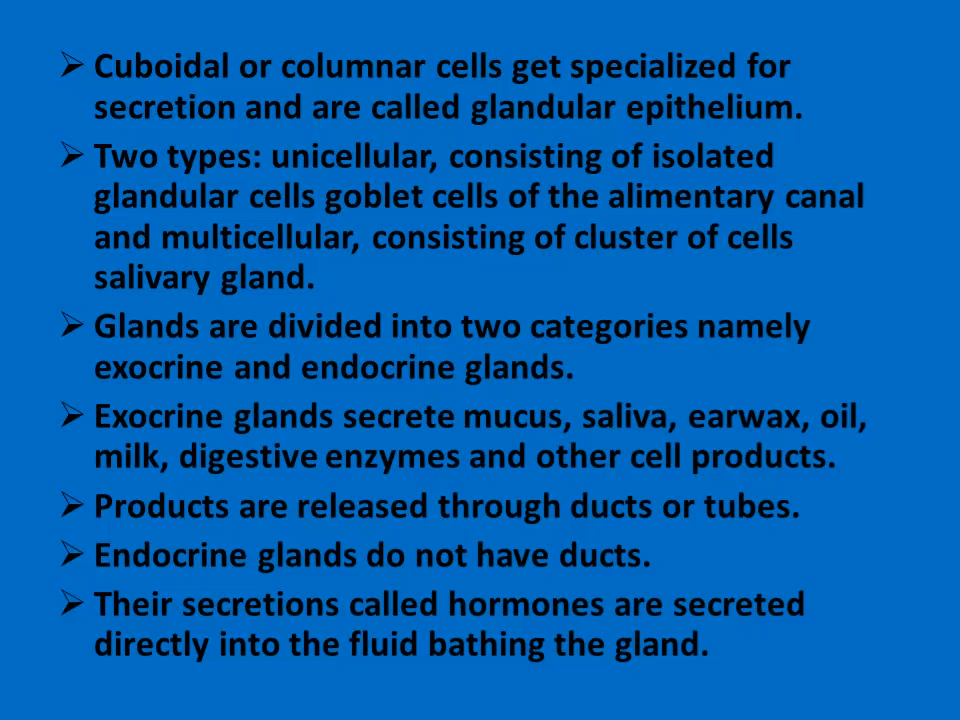 ➢ Cuboidal or columnar cells get specialized for
secretion and are called glandular epithelium.
➢ Two types: unicellular, consisting of isolated
glandular cells goblet cells of the alimentary canal
and multicellular, consisting of cluster of cells
salivary gland.
➢ Glands are divided into two categories namely
exocrine and endocrine glands.
➢ Exocrine glands secrete mucus, saliva, earwax, oil,
milk, digestive enzymes and other cell products.
➢ Products are released through ducts or tubes.
➢ Endocrine glands do not have ducts.
➢ Their secretions called hormones are secreted
directly into the fluid bathing the gland.